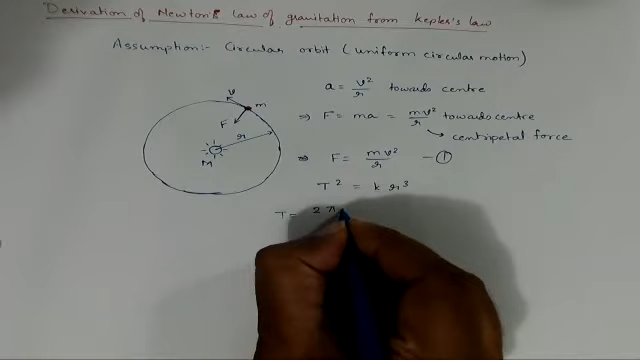 Derivation of Newton's law of gravitation from Kepler's law
Assumption:- Circular orbit (uniform circular motion)
a = v²/r towards centre
⇒ F = ma = mv²/r towards centre
centripetal force
⇒ F = mv²/r —①
T² = k r³
T = 2π
v
m
F
r
M